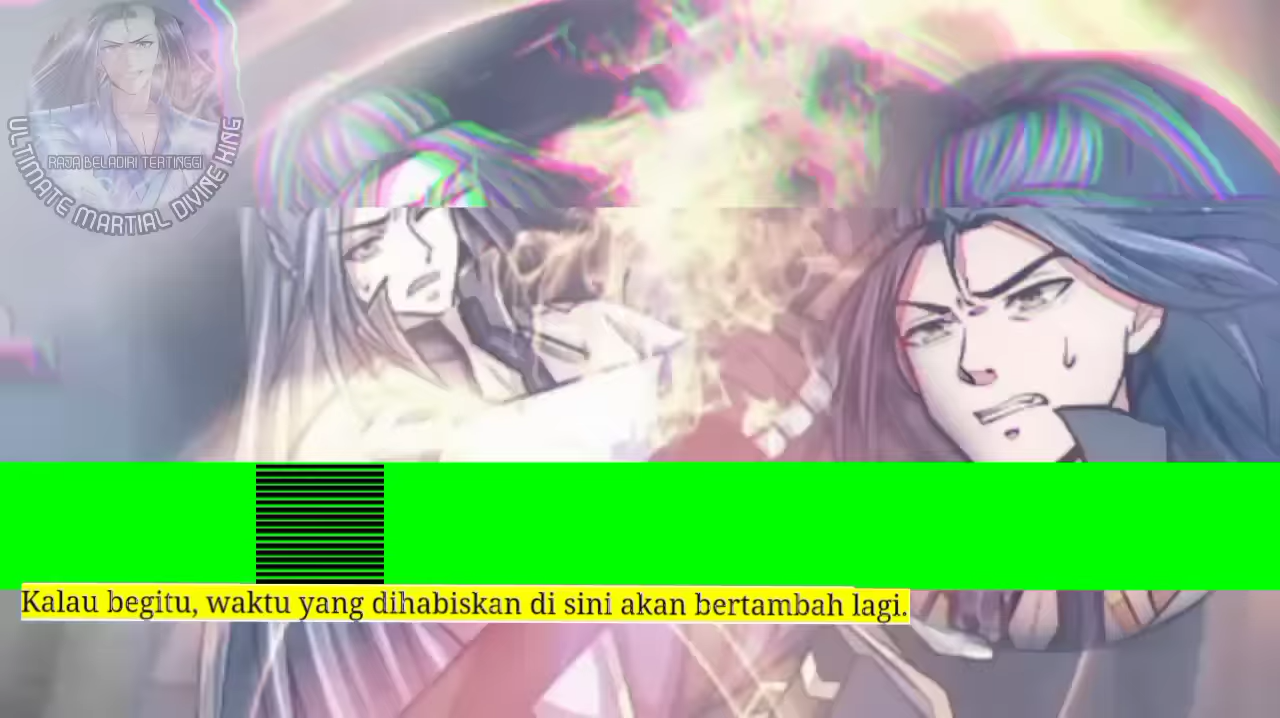 RAJA BELADIRI TERTINGGI
ULTIMATE MARTIAL DIVINE KING
Kalau begitu, waktu yang dihabiskan di sini akan bertambah lagi.